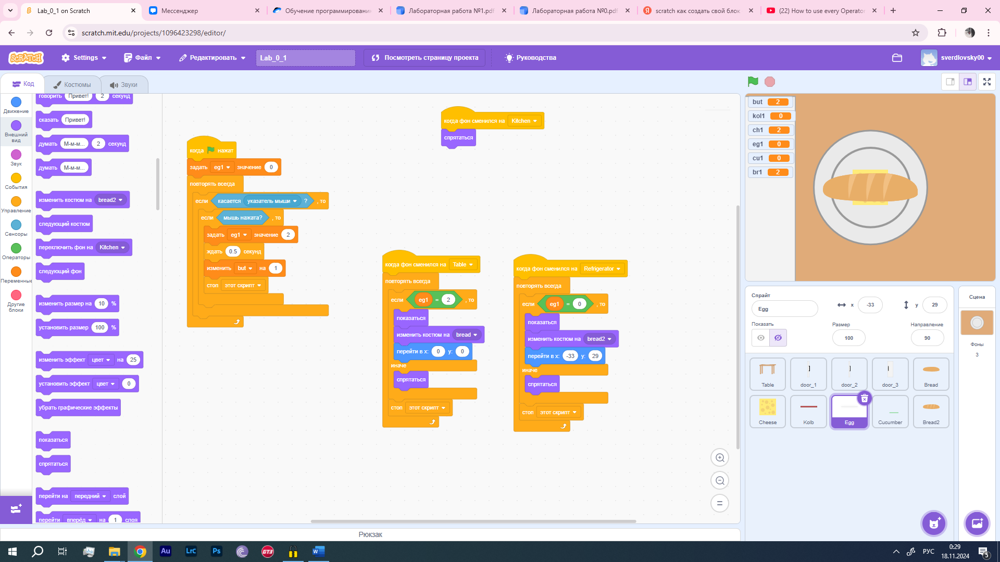 Lab_0_1 on Scratch
Мессенджер
Обучение программировани
Лабораторная работа №1.pdf
Лабораторная работа №0.pdf
scratch как создать свой блок
(22) How to use every Operator
scratch.mit.edu/projects/1096423298/editor/
SCRATCH
Settings
Файл
Редактировать
Lab_0_1
Посмотреть страницу проекта
Руководства
sverdlovsky00
Код
Костюмы
Звуки
Движение
Внешний вид
Звук
События
Управление
Сенсоры
Операторы
Переменные
Другие блоки
говорить Привет! 2 секунд
сказать Привет!
думать М-м-м... 2 секунд
думать М-м-м...
изменить костюм на bread2
следующий костюм
переключить фон на Kitchen
следующий фон
изменить размер на 10 %
установить размер 100 %
изменить эффект цвет на 25
установить эффект цвет 0
убрать графические эффекты
показаться
спрятаться
перейти на передний слой
перейти вперёд на 1 слоя
когда нажат
задать eg1 значение 0
повторять всегда
если касается указатель мыши ? , то
если мышь нажата? , то
задать eg1 значение 2
ждать 0.5 секунд
изменить but на 1
стоп этот скрипт
когда фон сменился на Kitchen
спрятаться
когда фон сменился на Table
повторять всегда
если eg1 = 2 , то
показаться
изменить костюм на bread
перейти в x: 0 y: 0
иначе
спрятаться
стоп этот скрипт
когда фон сменился на Refrigerator
повторять всегда
если eg1 = 0 , то
показаться
изменить костюм на bread2
перейти в x: -33 y: 29
иначе
спрятаться
стоп этот скрипт
but 2
kol1 0
ch1 2
eg1 0
cu1 0
br1 2
Спрайт
Egg
x -33
y 29
Показать
Размер
100
Направление
90
Table
door_1
door_2
door_3
Bread
Cheese
Kolb
Egg
Cucumber
Bread2
Сцена
Фоны
3
Рюкзак
Au
LrC
Ps
GT3
РУС
0:29
18.11.2024
5